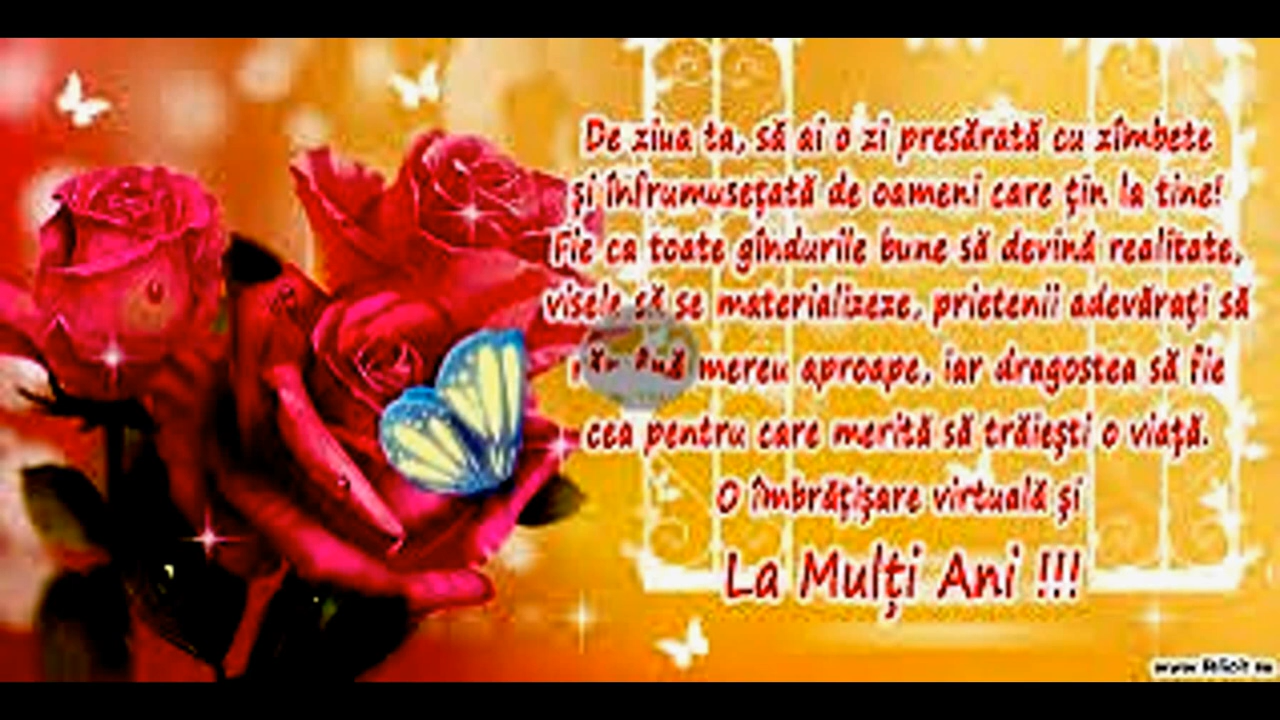 De ziua ta, să ai o zi presărată cu zîmbete
și înfrumusețată de oameni care țin la tine!
Fie ca toate gîndurile bune să devină realitate,
visele să se materializeze, prietenii adevărați să
mereu aproape, iar dragostea să fie
cea pentru care merită să trăiești o viață.
O îmbrățișare virtuală și
La Mulți Ani !!!